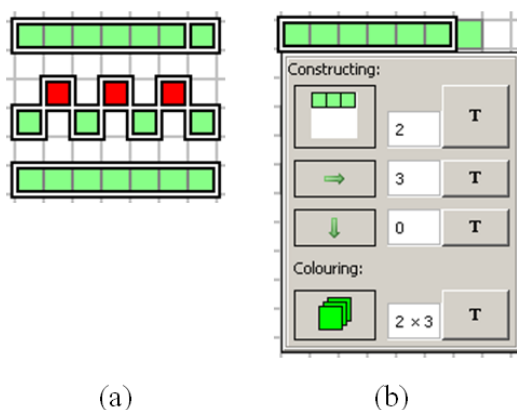 Constructing:
2 T
3 T
0 T
Colouring:
2 × 3 T
(a) (b)